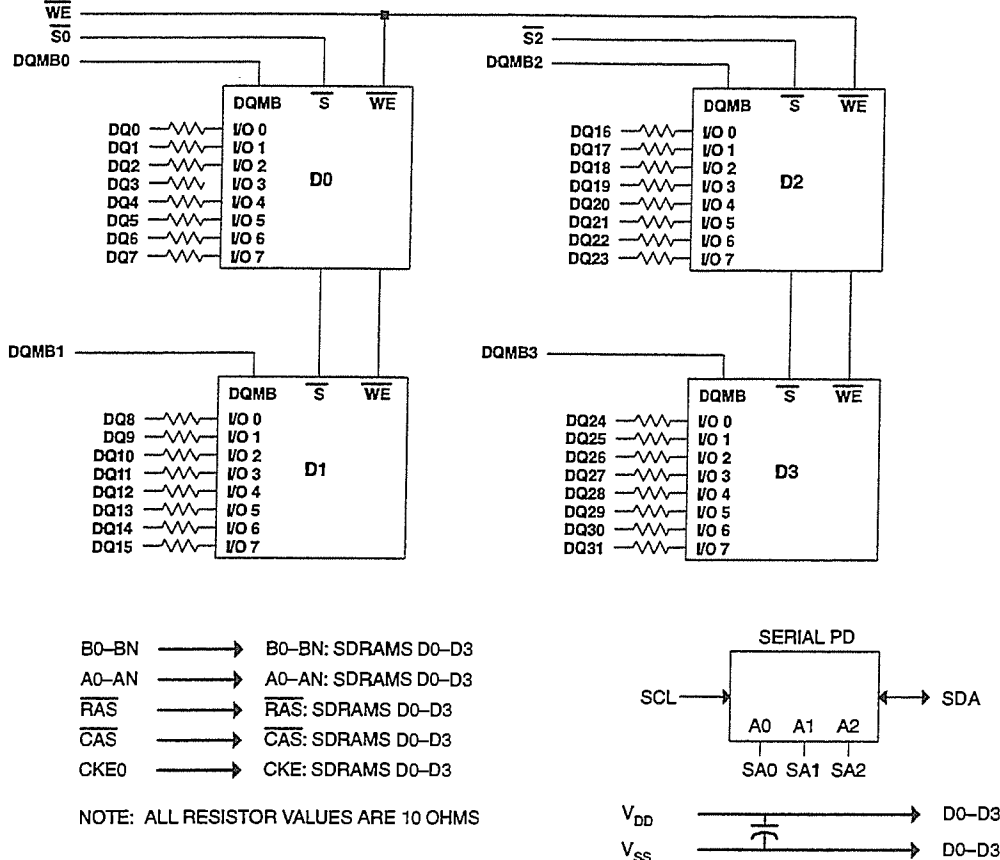 WE
S0
DQMB0
S2
DQMB2
DQMB S WE
DQ0 I/O 0
DQ1 I/O 1
DQ2 I/O 2
DQ3 I/O 3
DQ4 I/O 4
DQ5 I/O 5
DQ6 I/O 6
DQ7 I/O 7
D0
DQMB S WE
DQ16 I/O 0
DQ17 I/O 1
DQ18 I/O 2
DQ19 I/O 3
DQ20 I/O 4
DQ21 I/O 5
DQ22 I/O 6
DQ23 I/O 7
D2
DQMB1
DQMB S WE
DQ8 I/O 0
DQ9 I/O 1
DQ10 I/O 2
DQ11 I/O 3
DQ12 I/O 4
DQ13 I/O 5
DQ14 I/O 6
DQ15 I/O 7
D1
DQMB3
DQMB S WE
DQ24 I/O 0
DQ25 I/O 1
DQ26 I/O 2
DQ27 I/O 3
DQ28 I/O 4
DQ29 I/O 5
DQ30 I/O 6
DQ31 I/O 7
D3
B0–BN B0–BN: SDRAMS D0–D3
A0–AN A0–AN: SDRAMS D0–D3
RAS RAS: SDRAMS D0–D3
CAS CAS: SDRAMS D0–D3
CKE0 CKE: SDRAMS D0–D3
NOTE: ALL RESISTOR VALUES ARE 10 OHMS
SERIAL PD
SCL SDA
A0 A1 A2
SA0 SA1 SA2
VDD D0–D3
VSS D0–D3